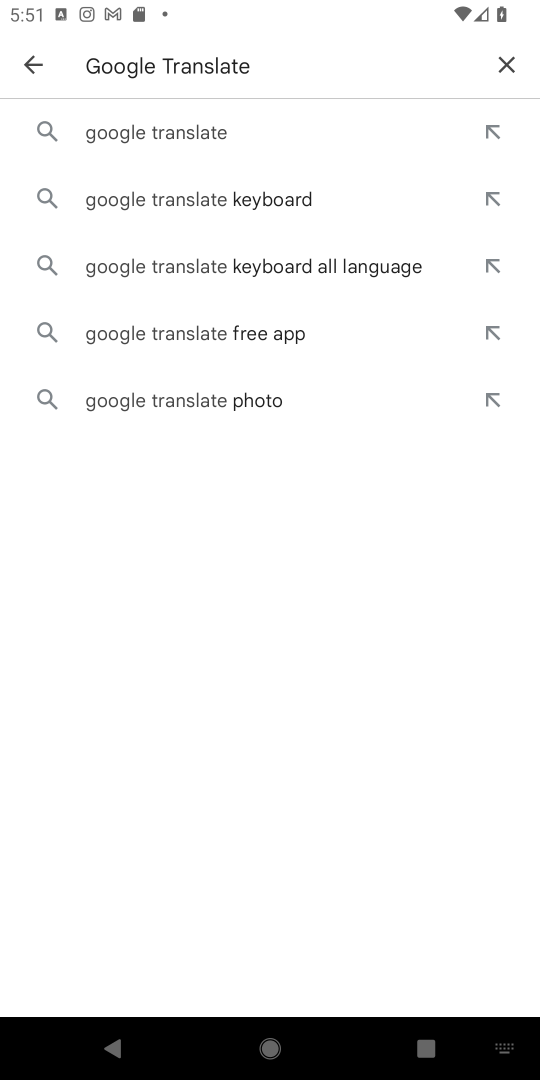 5:51
Google Translate
google translate
google translate keyboard
google translate keyboard all language
google translate free app
google translate photo